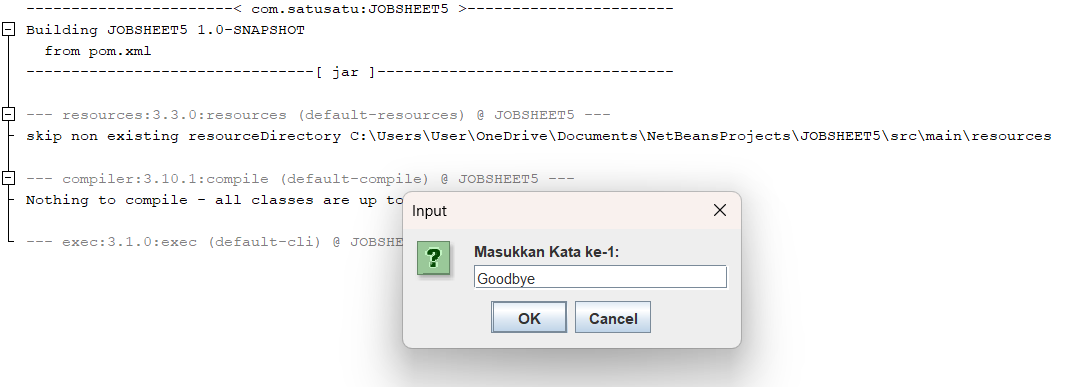 -----------------------< com.satusatu:JOBSHEET5 >-----------------------
Building JOBSHEET5 1.0-SNAPSHOT
  from pom.xml
--------------------------------[ jar ]---------------------------------
--- resources:3.3.0:resources (default-resources) @ JOBSHEET5 ---
skip non existing resourceDirectory C:\Users\User\OneDrive\Documents\NetBeansProjects\JOBSHEET5\src\main\resources
--- compiler:3.10.1:compile (default-compile) @ JOBSHEET5 ---
Nothing to compile - all classes are up to
--- exec:3.1.0:exec (default-cli) @ JOBSHE
Input
Masukkan Kata ke-1:
Goodbye
OK Cancel